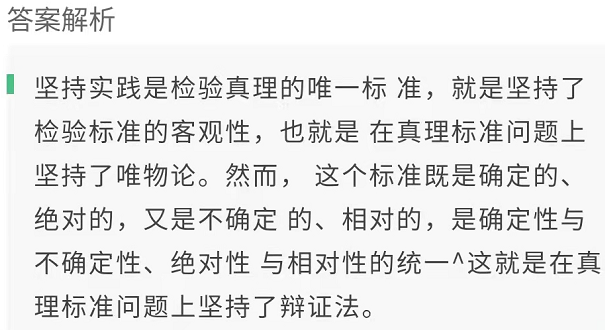 答案解析
坚持实践是检验真理的唯一标 准，就是坚持了
检验标准的客观性，也就是 在真理标准问题上
坚持了唯物论。然而， 这个标准既是确定的、
绝对的，又是不确定 的、相对的，是确定性与
不确定性、绝对性 与相对性的统一^这就是在真
理标准问题上坚持了辩证法。